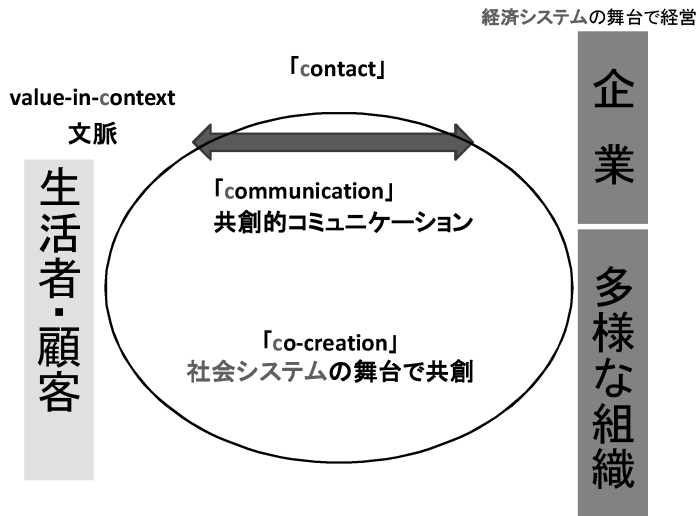 経済システムの舞台で経営
「contact」
企業
value-in-context
文脈
生活者・顧客
「communication」
共創的コミュニケーション
多様な組織
「co-creation」
社会システムの舞台で共創